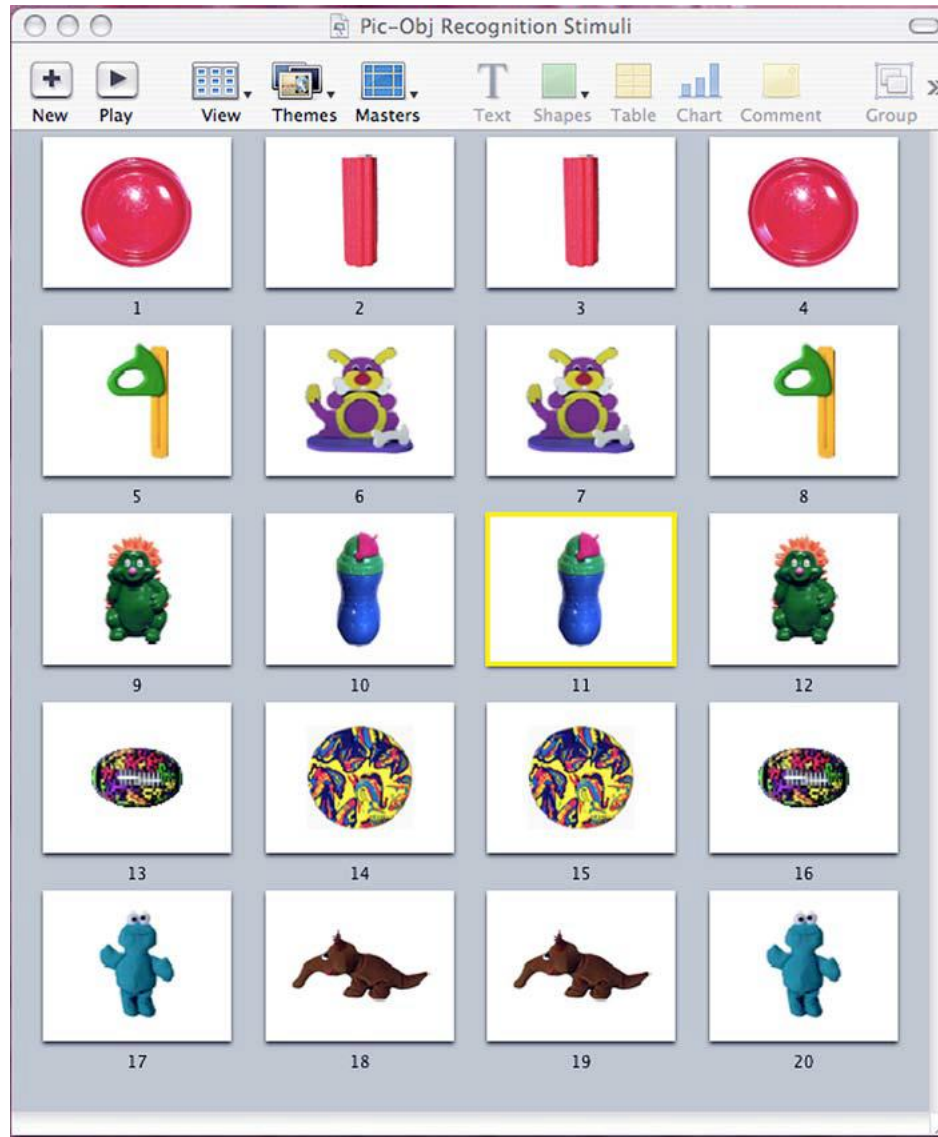 Pic-Obj Recognition Stimuli
New Play View Themes Masters Text Shapes Table Chart Comment Group
1 2 3 4
5 6 7 8
9 10 11 12
13 14 15 16
17 18 19 20